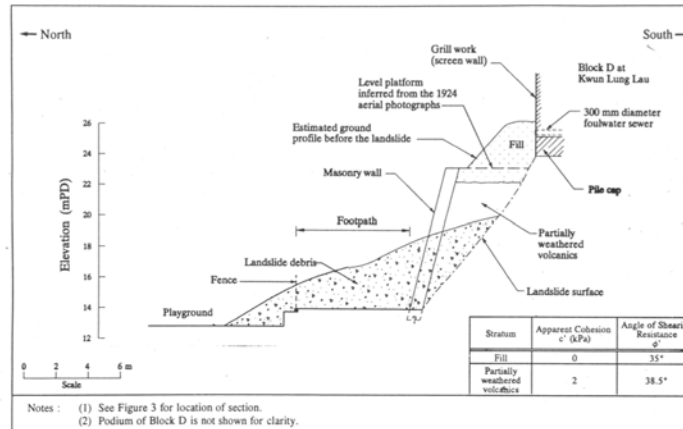 North
South
Grill work
(screen wall)
Block D at
Kwun Lung Lau
Level platform
inferred from the 1924
aerial photographs
300 mm diameter
foulwater sewer
Estimated ground
profile before the landslide
Fill
Masonry wall
Pile cap
Footpath
Partially
weathered
volcanics
Landslide debris
Fence
Landslide surface
Playground
Elevation (mPD)
26
24
22
20
18
16
14
12
0 2 4 6 m
Scale
Stratum Apparent Cohesion c' (kPa) Angle of Sheari Resistance φ'
Fill 0 35°
Partially weathered volcanics 2 38.5°
Notes : (1) See Figure 3 for location of section.
(2) Podium of Block D is not shown for clarity.